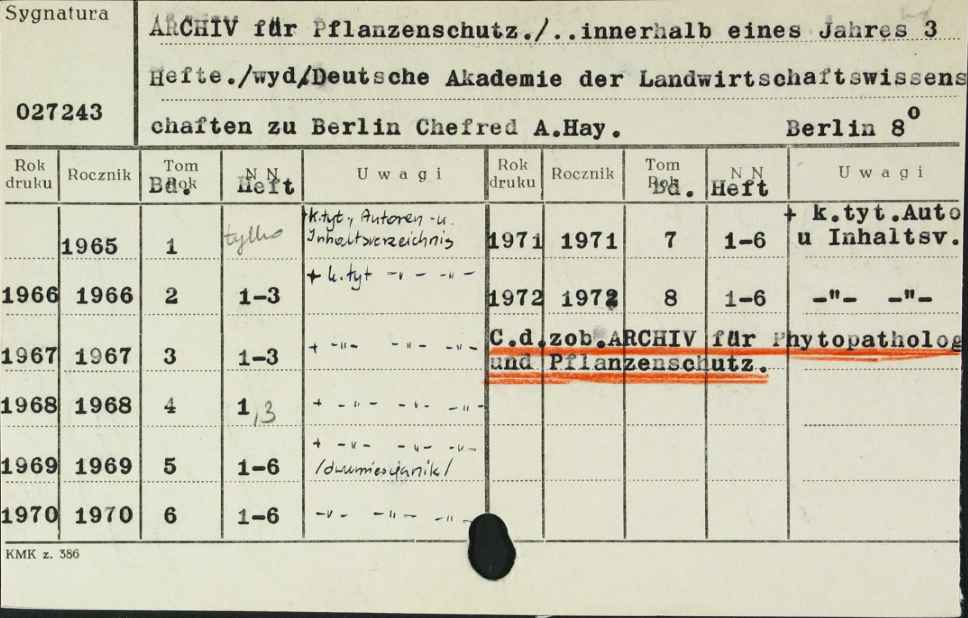 Sygnatura
ARCHIV für Pflanzenschutz./..innerhalb eines Jahres 3
Hefte./wyd/Deutsche Akademie der Landwirtschaftswissens
027243
chaften zu Berlin Chefred A.Hay. Berlin 8°
Rok druku Rocznik Tom Rok Bd. N N Heft Uwagi Rok druku Rocznik Tom Rok Bd. N N Heft Uwagi
1965 1 tylko + k.tyt, Autoren -u. Inhaltsverzeichnis
1971 1971 7 1-6 + k.tyt.Auto u Inhaltsv.
1966 1966 2 1-3 + k.tyt -"- -"-
1972 1972 8 1-6 -"- -"-
C.d.zob.ARCHIV für Phytopatholog
und Pflanzenschutz.
1967 1967 3 1-3 + -"- -"- -"-
1968 1968 4 1,3 + -"- -"- -"-
1969 1969 5 1-6 + -"- -"- -"-
/dwumiesięcznik/
1970 1970 6 1-6 -"- -"- -"-
KMK z. 386